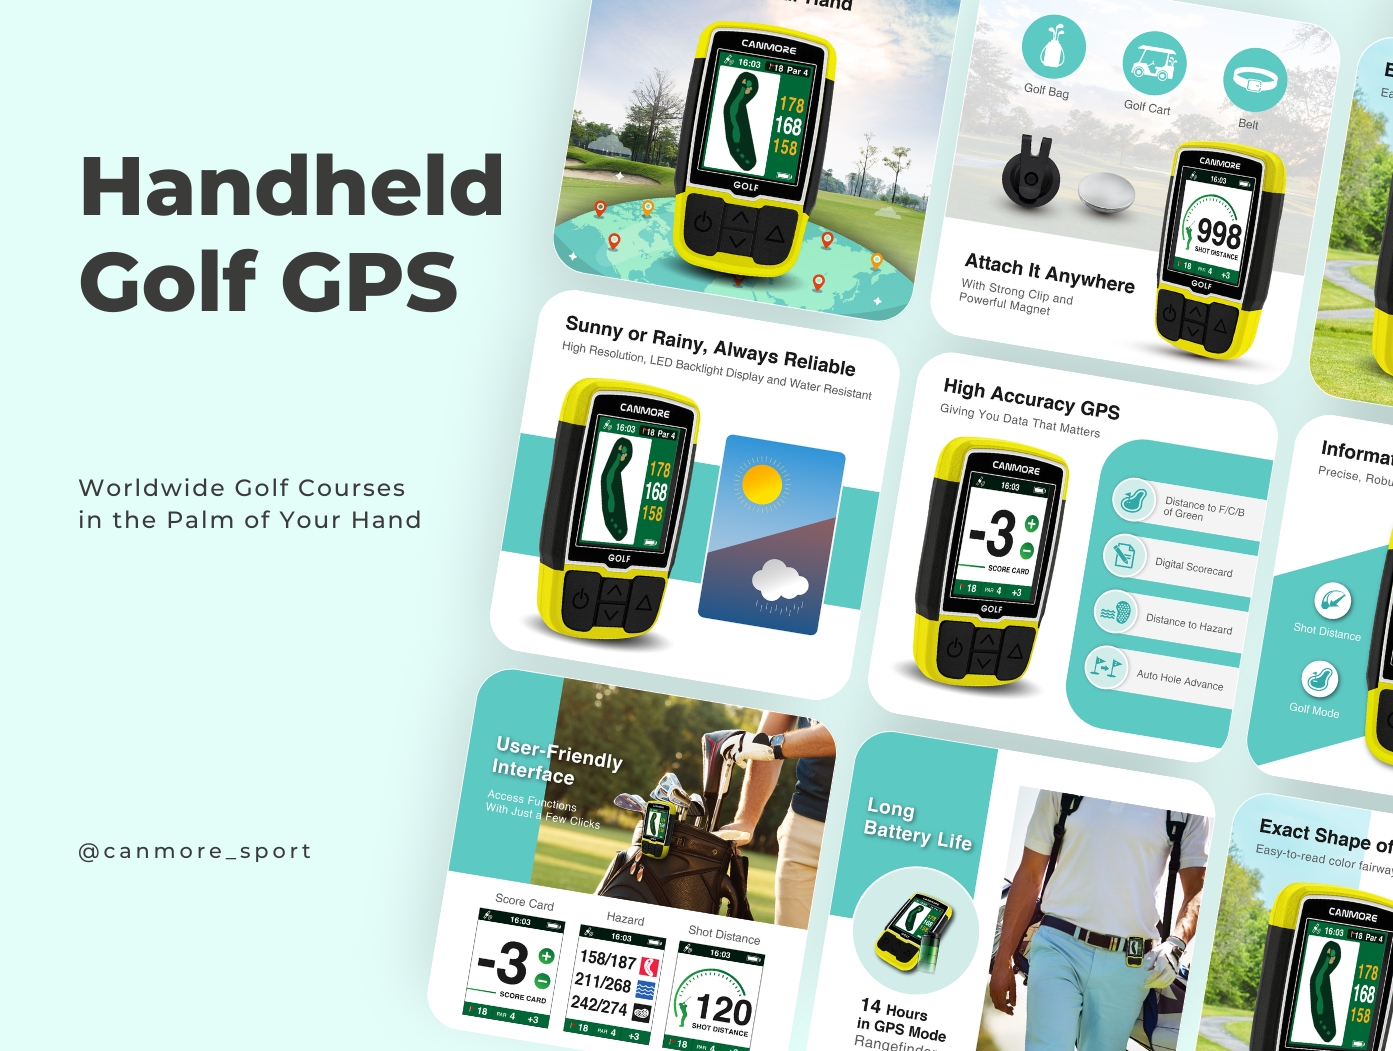 Handheld
Golf GPS
Worldwide Golf Courses
in the Palm of Your Hand
@canmore_sport
Hand
CANMORE
16:03 18 Par 4
178
168
158
GOLF
Golf Bag
Golf Cart
Belt
CANMORE
16:03
998
SHOT DISTANCE
18 PAR 4 +3
GOLF
Attach It Anywhere
With Strong Clip and
Powerful Magnet
Sunny or Rainy, Always Reliable
High Resolution, LED Backlight Display and Water Resistant
CANMORE
16:03 18 Par 4
178
168
158
GOLF
High Accuracy GPS
Giving You Data That Matters
CANMORE
16:03
-3
SCORE CARD
18 PAR 4 +3
GOLF
Distance to F/C/B
of Green
Digital Scorecard
Distance to Hazard
Auto Hole Advance
Precise,
Shot Distance
Golf Mode
User-Friendly
Interface
Access Functions
With Just a Few Clicks
Score Card
16:03
-3
SCORE CARD
18 PAR 4 +3
Hazard
16:03
158/187
211/268
242/274
18 PAR 4 +3
Shot Distance
16:03
120
SHOT DISTANCE
18 PAR 4 +3
Long
Battery Life
14 Hours
in GPS Mode
Exact Shape of
Easy-to-read color fairway
CANMORE
16:03 18 Par 4
178
168
158